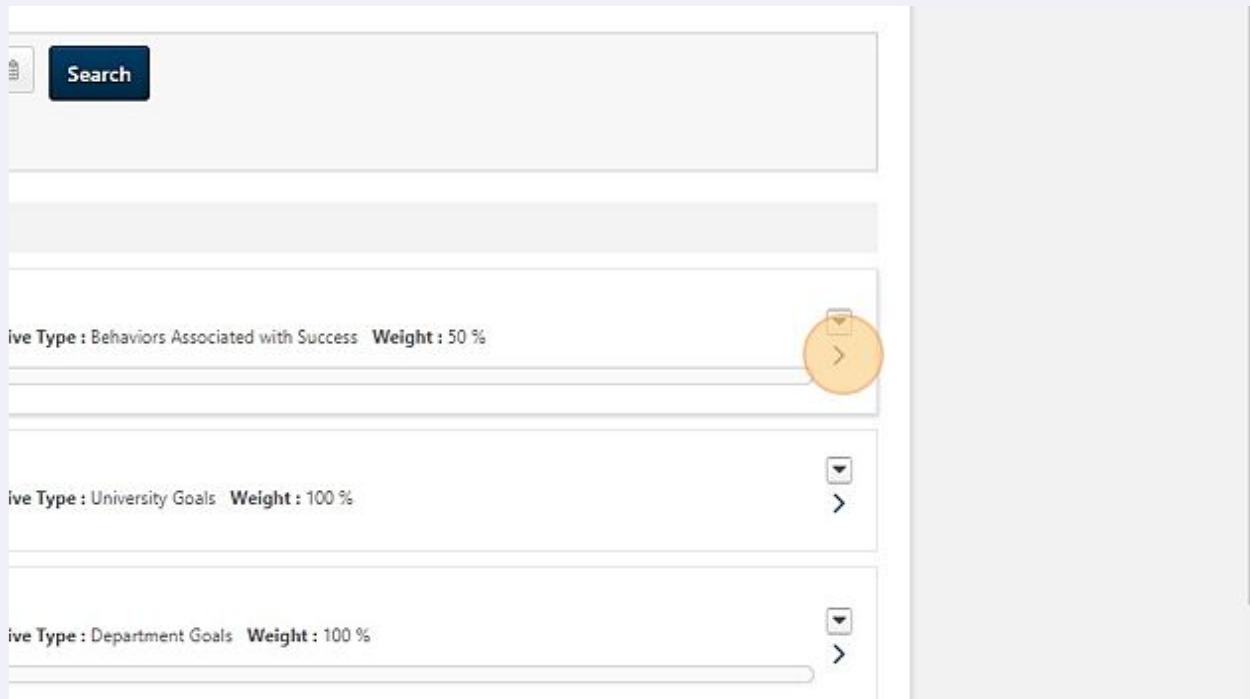 Search
ive Type : Behaviors Associated with Success Weight : 50 %
ive Type : University Goals Weight : 100 %
ive Type : Department Goals Weight : 100 %